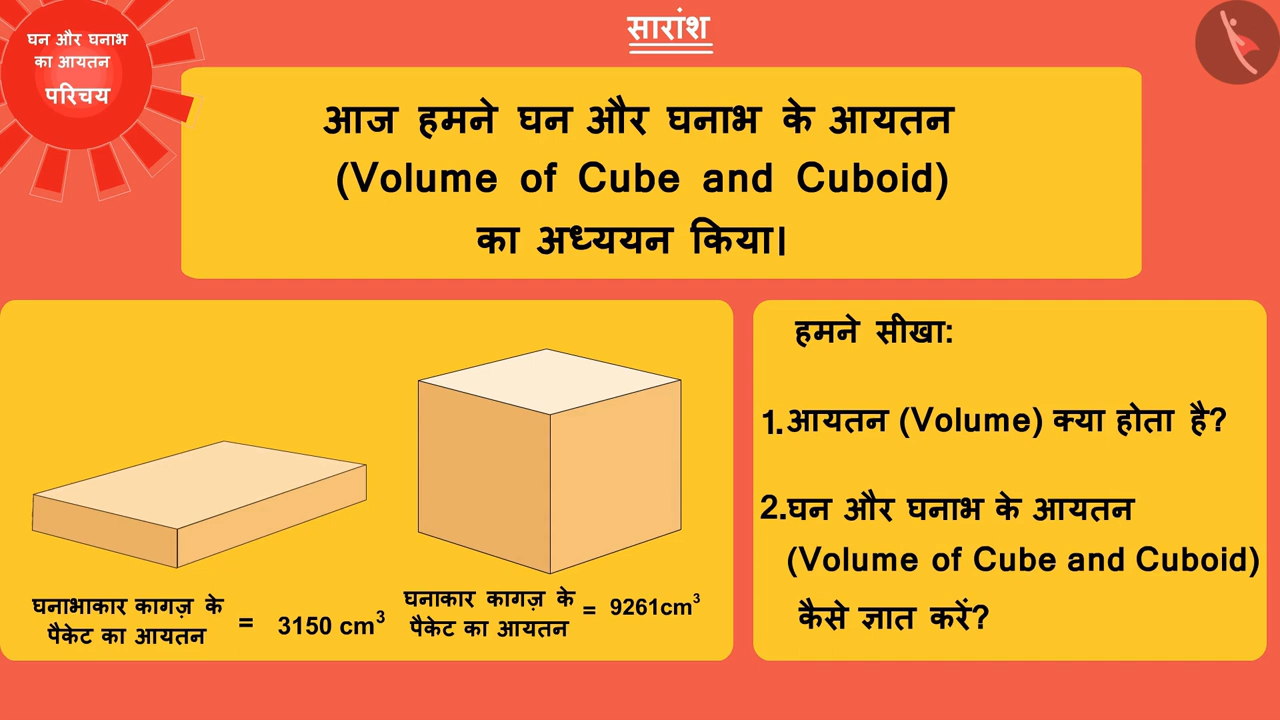 घन और घनाभ
का आयतन
परिचय
सारांश
आज हमने घन और घनाभ के आयतन
(Volume of Cube and Cuboid)
का अध्ययन किया।
घनाभाकार कागज़ के
पैकेट का आयतन = 3150 cm³
घनाकार कागज़ के
पैकेट का आयतन = 9261cm³
हमने सीखा:
1.आयतन (Volume) क्या होता है?
2.घन और घनाभ के आयतन
(Volume of Cube and Cuboid)
कैसे ज्ञात करें?